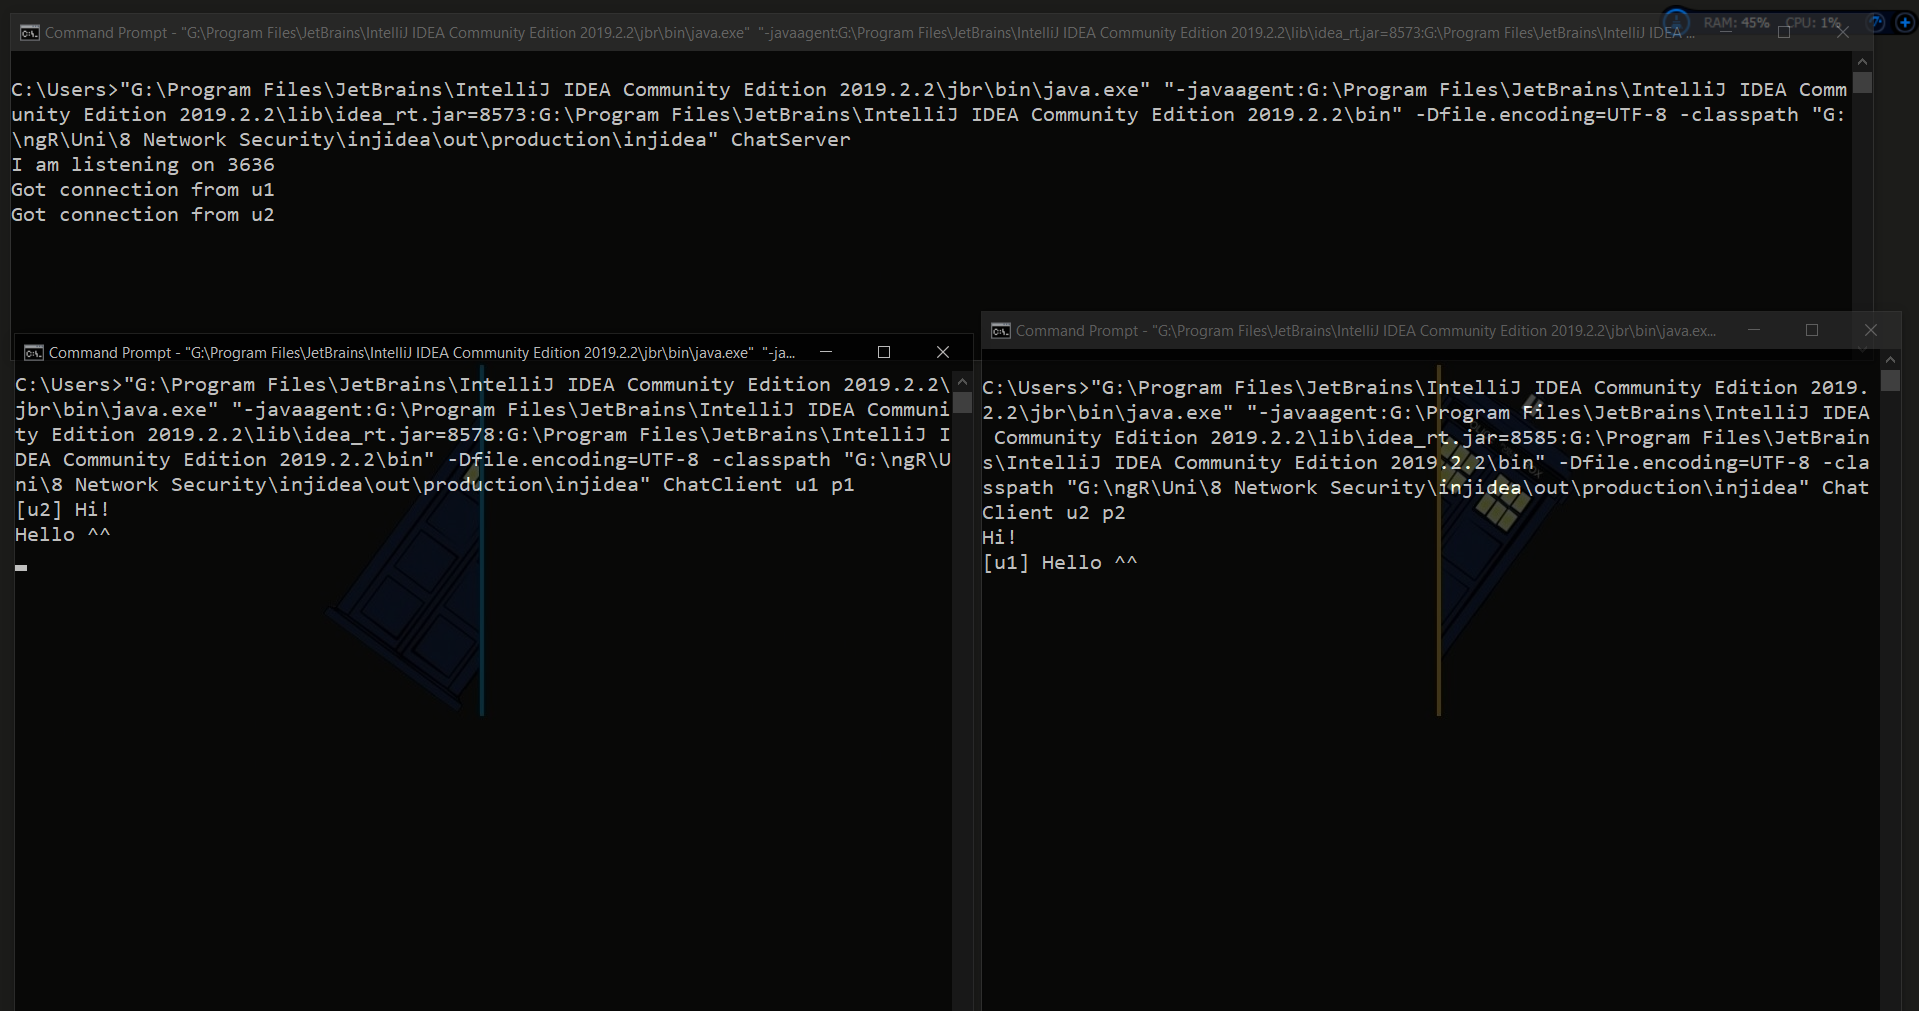 RAM: 45% CPU: 1%
Command Prompt - "G:\Program Files\JetBrains\IntelliJ IDEA Community Edition 2019.2.2\jbr\bin\java.exe" "-javaagent:G:\Program Files\JetBrains\IntelliJ IDEA Community Edition 2019.2.2\lib\idea_rt.jar=8573:G:\Program Files\JetBrains\IntelliJ IDEA ...
C:\Users>"G:\Program Files\JetBrains\IntelliJ IDEA Community Edition 2019.2.2\jbr\bin\java.exe" "-javaagent:G:\Program Files\JetBrains\IntelliJ IDEA Comm
unity Edition 2019.2.2\lib\idea_rt.jar=8573:G:\Program Files\JetBrains\IntelliJ IDEA Community Edition 2019.2.2\bin" -Dfile.encoding=UTF-8 -classpath "G:
\ngR\Uni\8 Network Security\injidea\out\production\injidea" ChatServer
I am listening on 3636
Got connection from u1
Got connection from u2
Command Prompt - "G:\Program Files\JetBrains\IntelliJ IDEA Community Edition 2019.2.2\jbr\bin\java.exe" "-ja...
C:\Users>"G:\Program Files\JetBrains\IntelliJ IDEA Community Edition 2019.2.2\
jbr\bin\java.exe" "-javaagent:G:\Program Files\JetBrains\IntelliJ IDEA Communi
ty Edition 2019.2.2\lib\idea_rt.jar=8578:G:\Program Files\JetBrains\IntelliJ I
DEA Community Edition 2019.2.2\bin" -Dfile.encoding=UTF-8 -classpath "G:\ngR\U
ni\8 Network Security\injidea\out\production\injidea" ChatClient u1 p1
[u2] Hi!
Hello ^^
Command Prompt - "G:\Program Files\JetBrains\IntelliJ IDEA Community Edition 2019.2.2\jbr\bin\java.ex...
C:\Users>"G:\Program Files\JetBrains\IntelliJ IDEA Community Edition 2019.
2.2\jbr\bin\java.exe" "-javaagent:G:\Program Files\JetBrains\IntelliJ IDEA
Community Edition 2019.2.2\lib\idea_rt.jar=8585:G:\Program Files\JetBrain
s\IntelliJ IDEA Community Edition 2019.2.2\bin" -Dfile.encoding=UTF-8 -cla
sspath "G:\ngR\Uni\8 Network Security\injidea\out\production\injidea" Chat
Client u2 p2
Hi!
[u1] Hello ^^